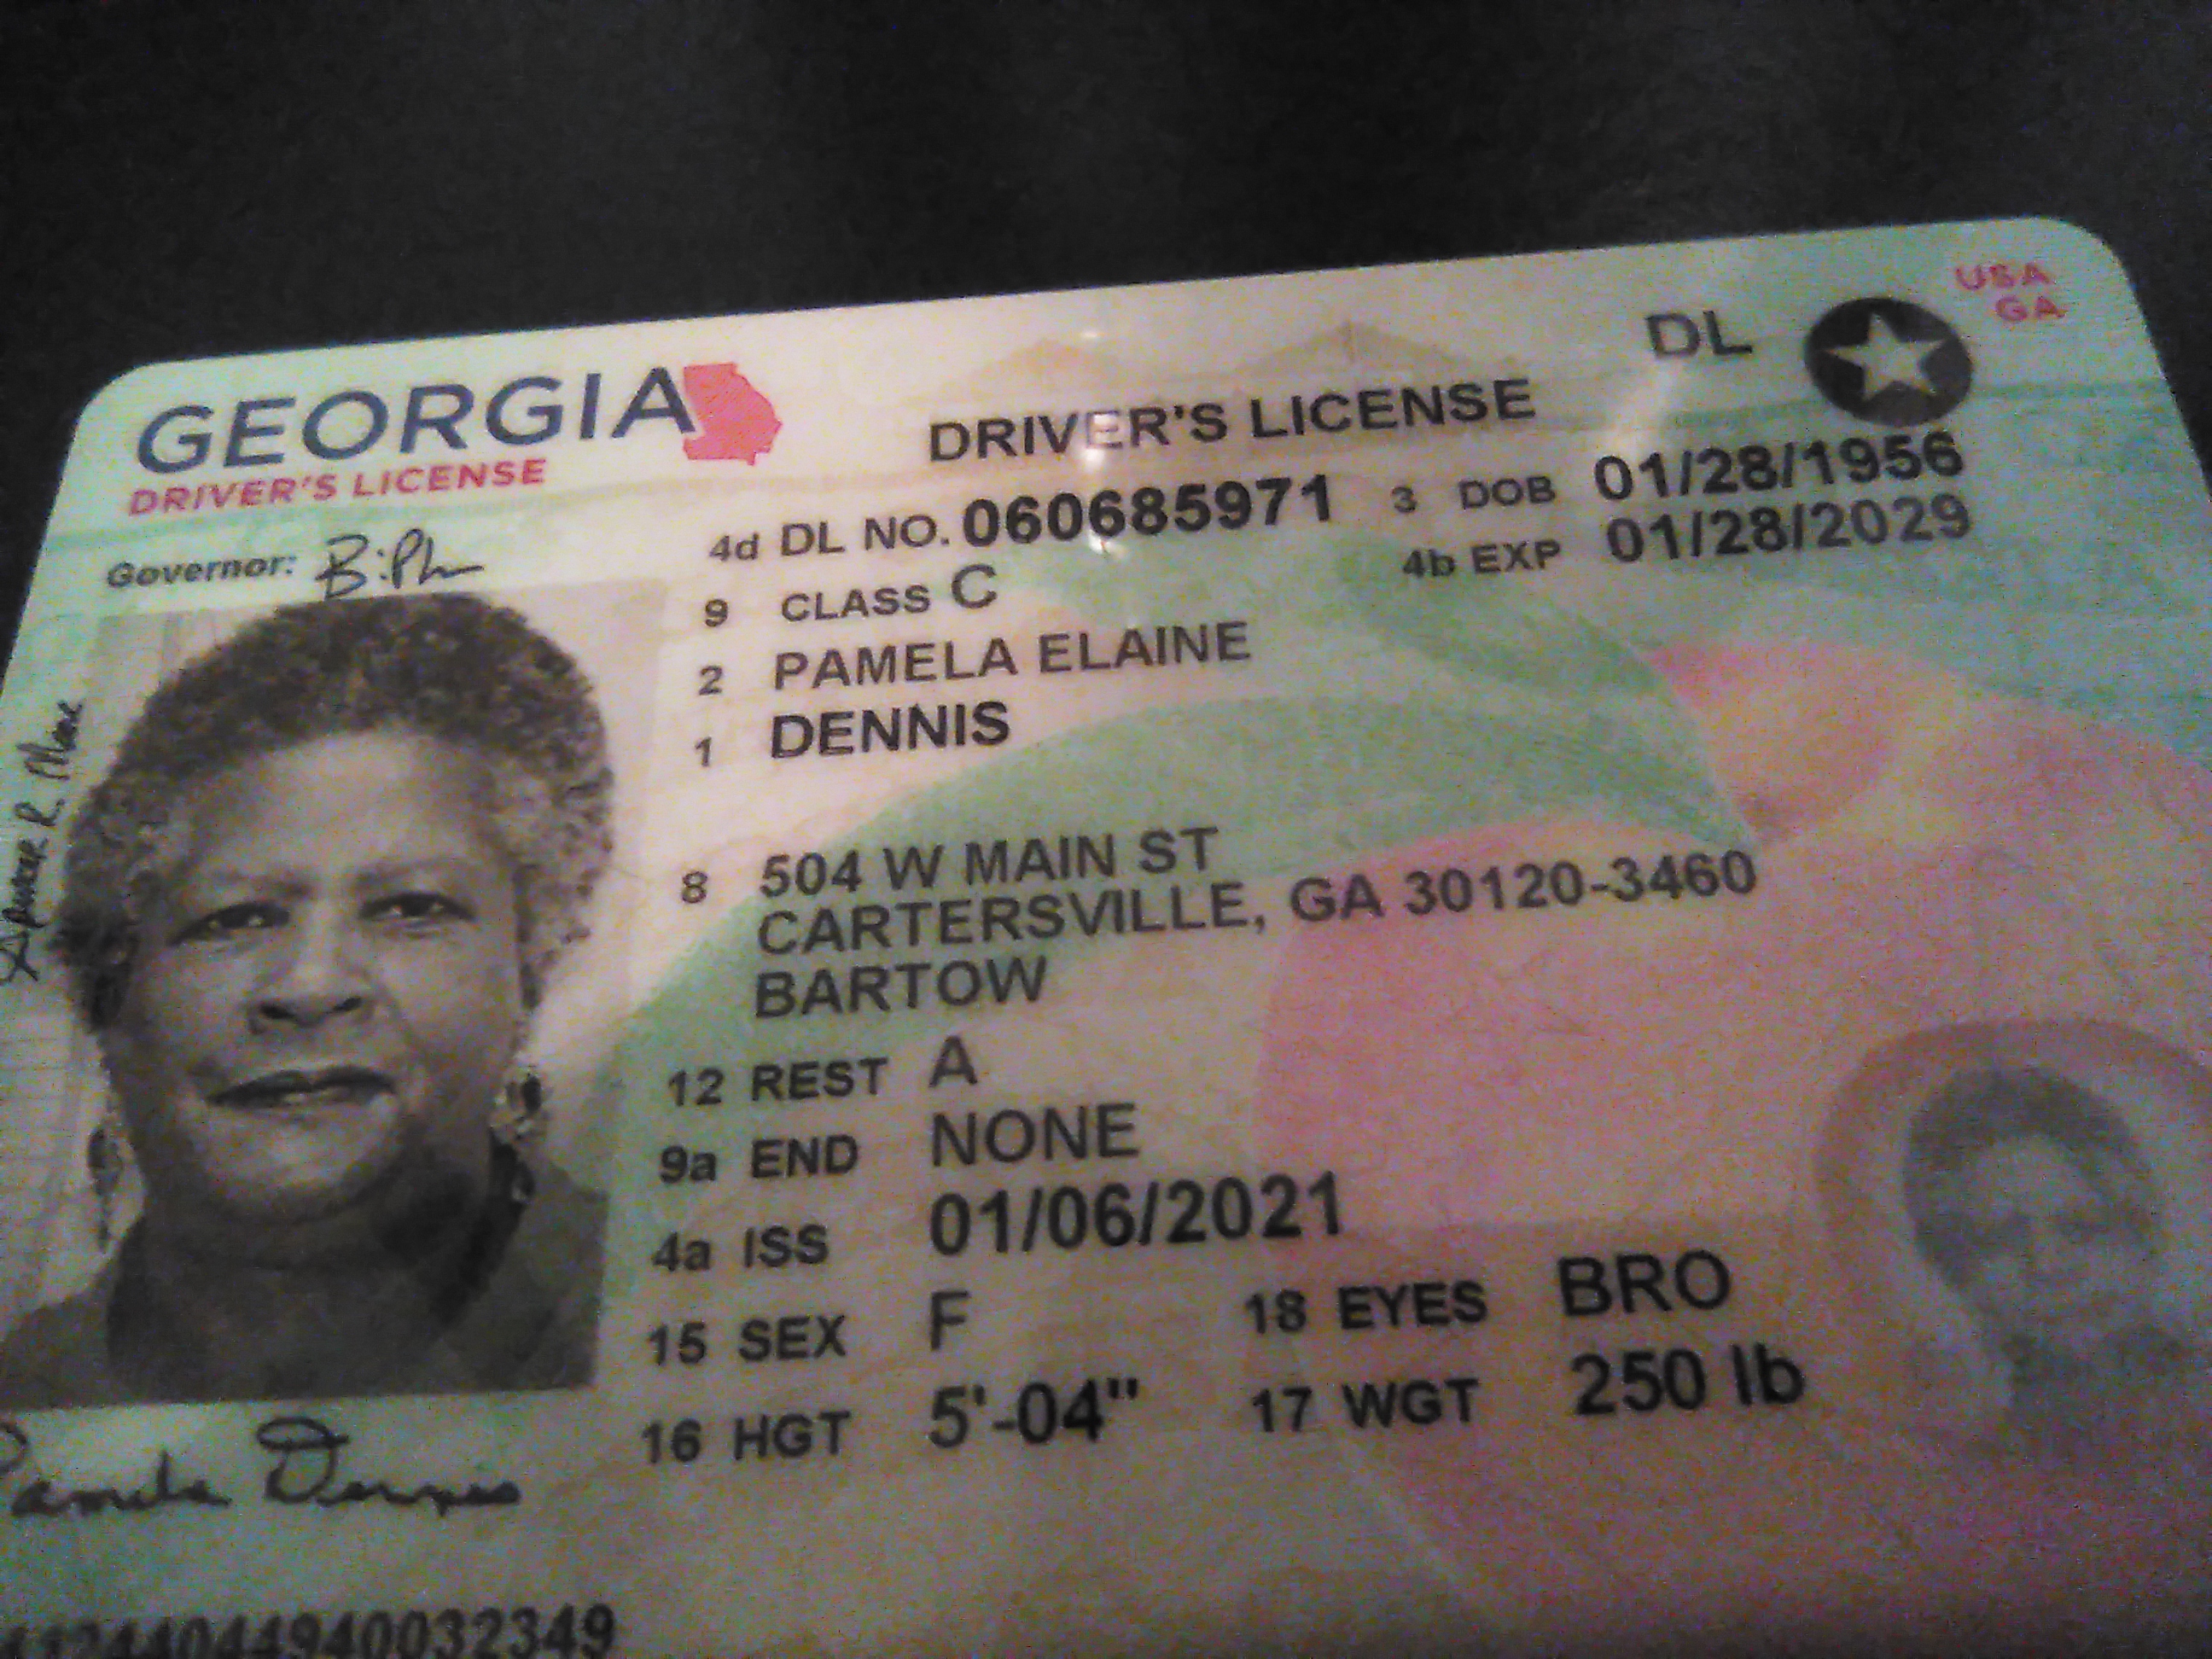 USA
GA
DL
GEORGIA
DRIVER'S LICENSE
DRIVER'S LICENSE
Governor:
4d DL NO. 060685971 3 DOB 01/28/1956
4b EXP 01/28/2029
9 CLASS C
2 PAMELA ELAINE
1 DENNIS
8 504 W MAIN ST
CARTERSVILLE, GA 30120-3460
BARTOW
12 REST A
9a END NONE
4a ISS 01/06/2021
15 SEX F 18 EYES BRO
16 HGT 5'-04" 17 WGT 250 lb
Pamela Dennis